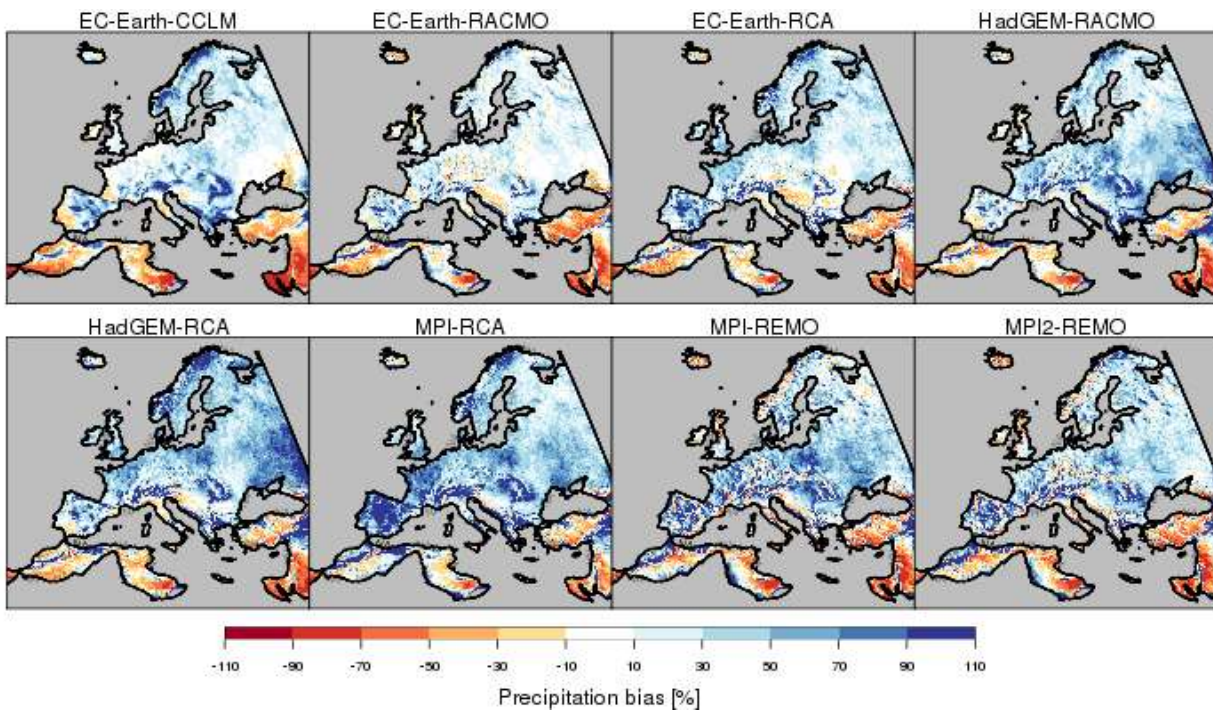 EC-Earth-CCLM EC-Earth-RACMO EC-Earth-RCA HadGEM-RACMO
HadGEM-RCA MPI-RCA MPI-REMO MPI2-REMO
-110 -90 -70 -50 -30 -10 10 30 50 70 90 110
Precipitation bias [%]